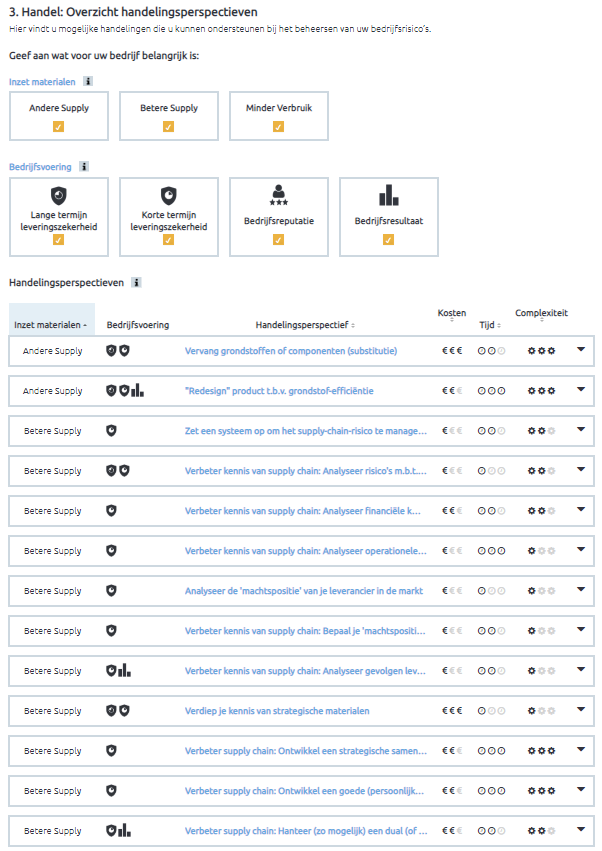 3. Handel: Overzicht handelingsperspectieven
Hier vindt u mogelijke handelingen die u kunnen ondersteunen bij het beheersen van uw bedrijfsrisico's.
Geef aan wat voor uw bedrijf belangrijk is:
Inzet materialen i
Andere Supply Betere Supply Minder Verbruik
Bedrijfsvoering i
Lange termijn leveringszekerheid Korte termijn leveringszekerheid Bedrijfsreputatie Bedrijfsresultaat
Handelingsperspectieven i
Inzet materialen Bedrijfsvoering Handelingsperspectief Kosten Tijd Complexiteit
Andere Supply Vervang grondstoffen of componenten (substitutie) €€€
Andere Supply "Redesign" product t.b.v. grondstof-efficiëntie €€€
Betere Supply Zet een systeem op om het supply-chain-risico te manage... €€€
Betere Supply Verbeter kennis van supply chain: Analyseer risico's m.b.t.... €€€
Betere Supply Verbeter kennis van supply chain: Analyseer financiële k... €€€
Betere Supply Verbeter kennis van supply chain: Analyseer operationele... €€€
Betere Supply Analyseer de 'machtspositie' van je leverancier in de markt €€€
Betere Supply Verbeter kennis van supply chain: Bepaal je 'machtspositi... €€€
Betere Supply Verbeter kennis van supply chain: Analyseer gevolgen lev... €€€
Betere Supply Verdiep je kennis van strategische materialen €€€
Betere Supply Verbeter supply chain: Ontwikkel een strategische samen... €€€
Betere Supply Verbeter supply chain: Ontwikkel een goede (persoonlijk... €€€
Betere Supply Verbeter supply chain: Hanteer (zo mogelijk) een dual (of ... €€€